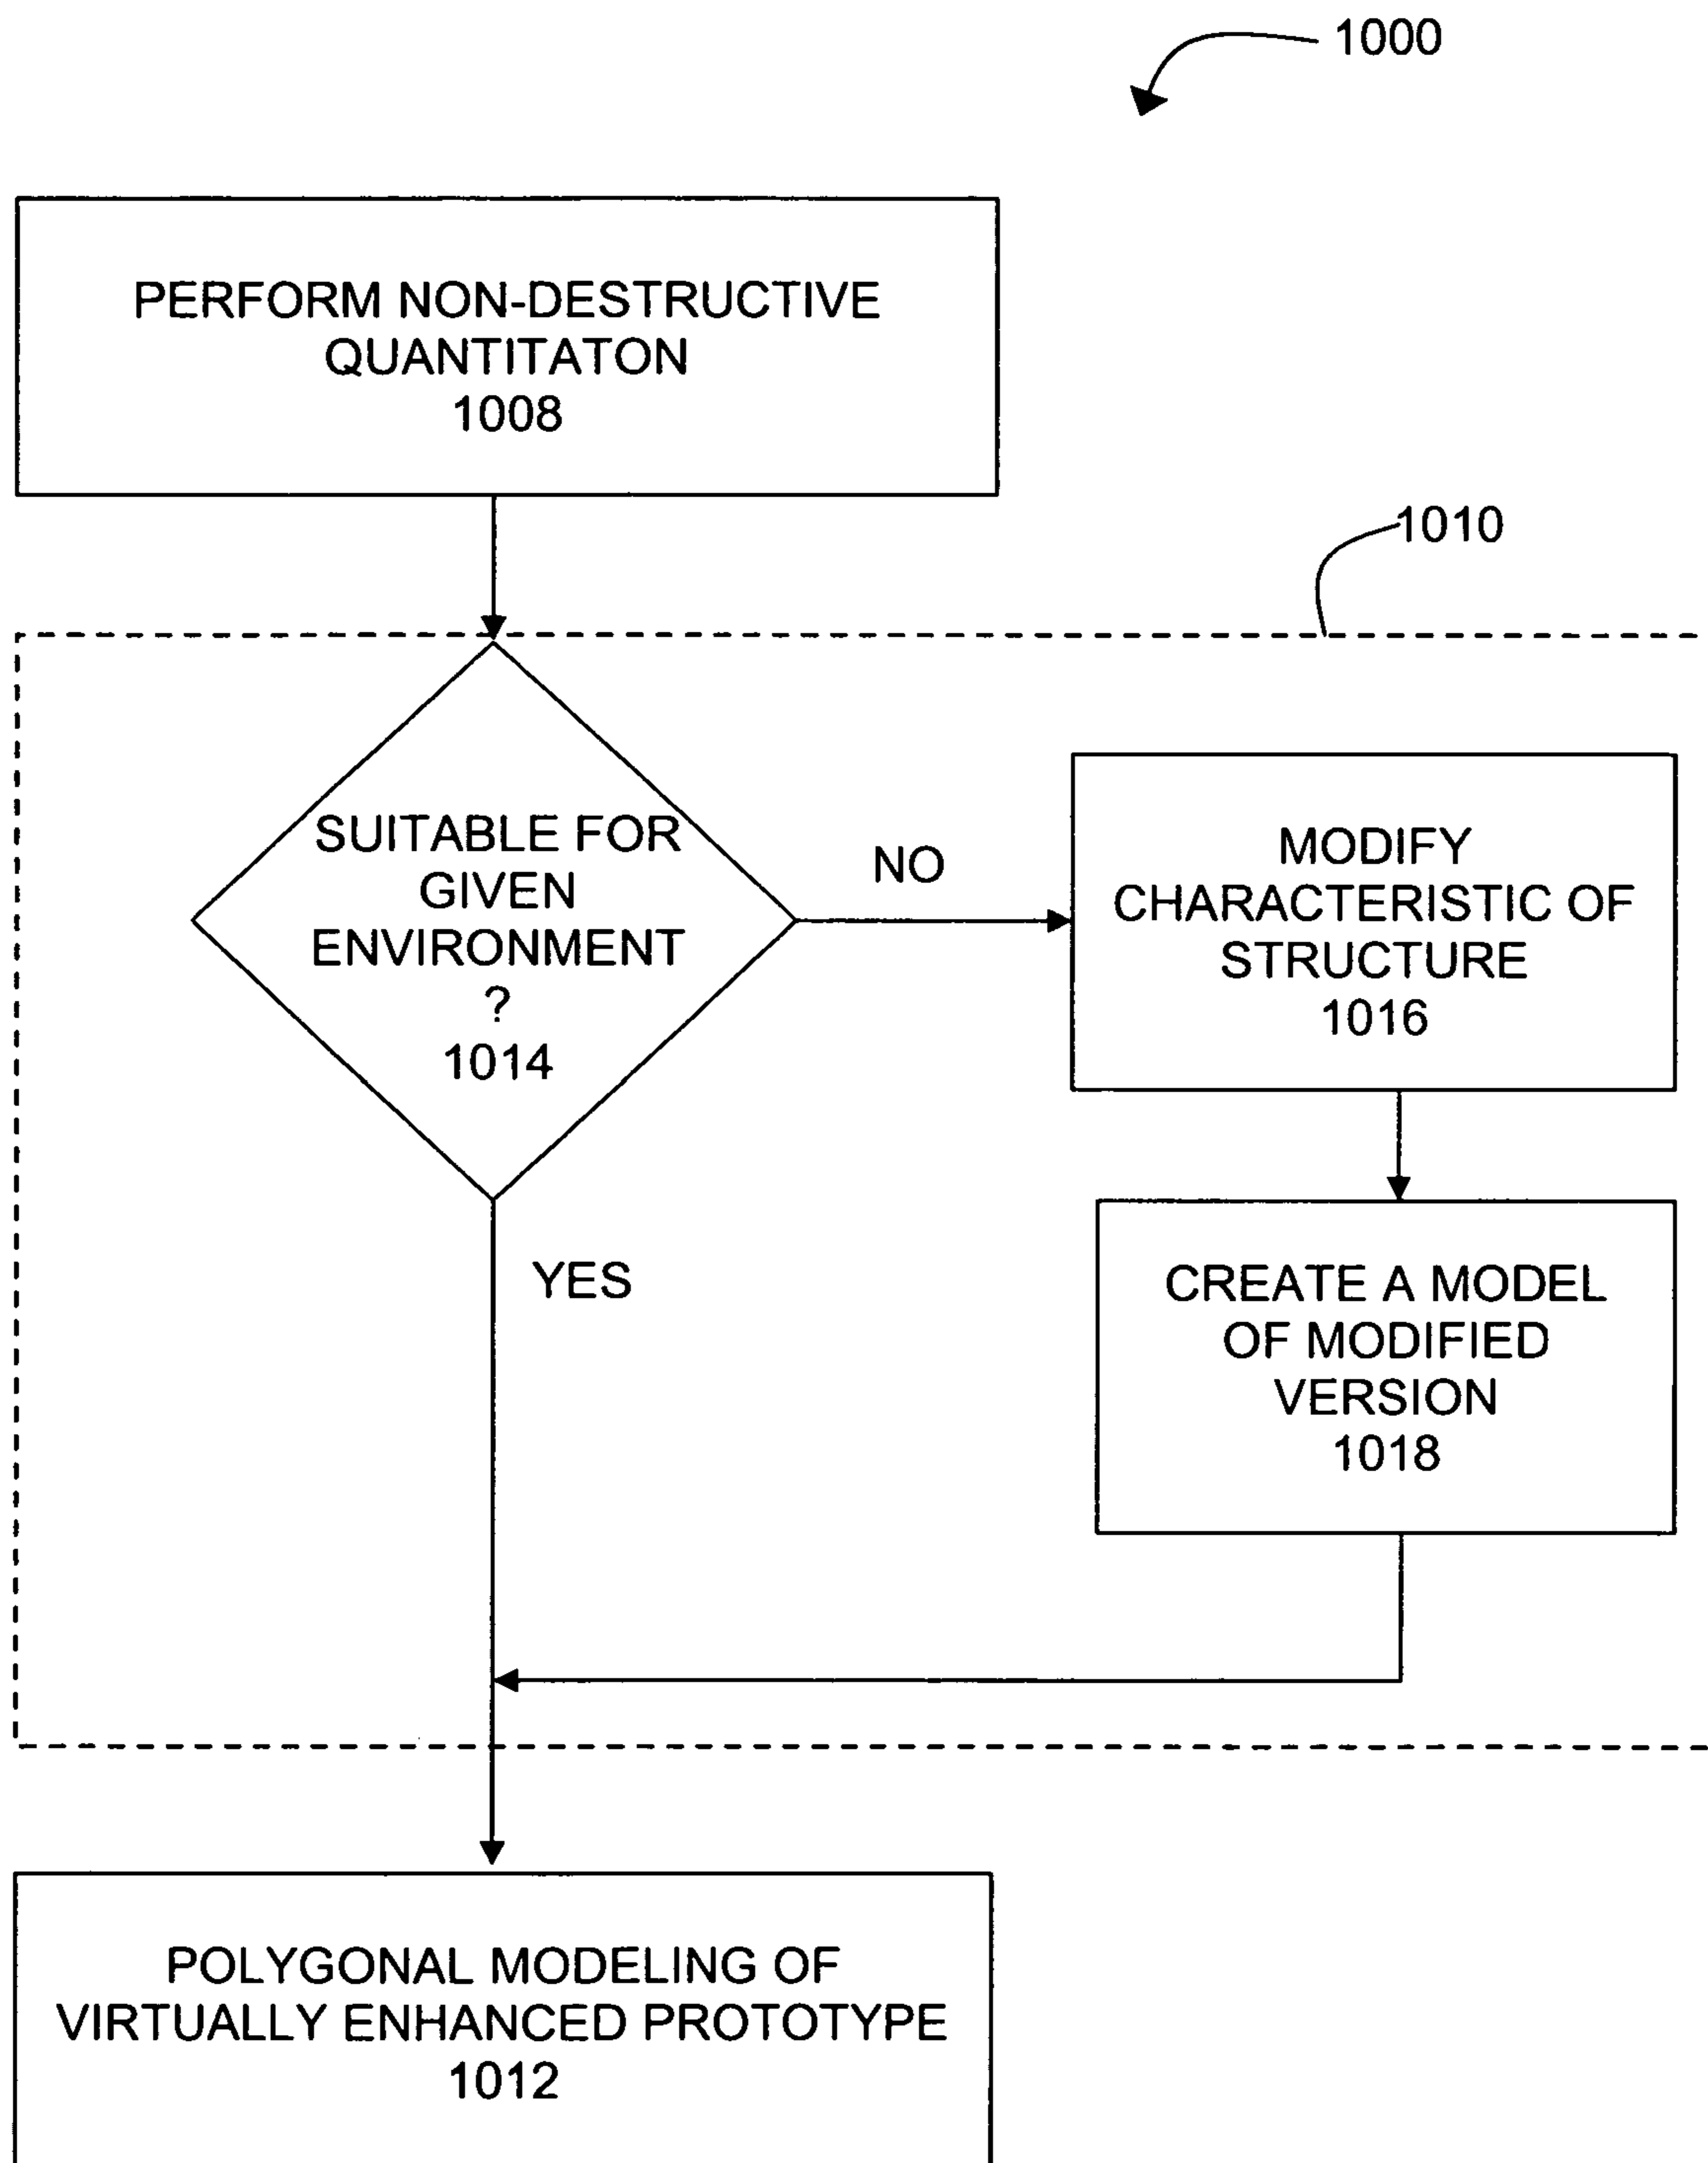 1000
PERFORM NON-DESTRUCTIVE
QUANTITATON
1008
1010
SUITABLE FOR
GIVEN
ENVIRONMENT
?
1014
NO
MODIFY
CHARACTERISTIC OF
STRUCTURE
1016
YES
CREATE A MODEL
OF MODIFIED
VERSION
1018
POLYGONAL MODELING OF
VIRTUALLY ENHANCED PROTOTYPE
1012